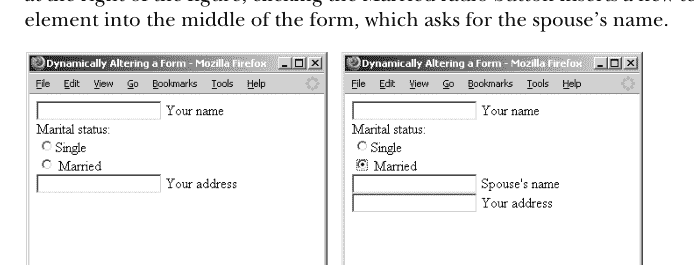 element into the middle of the form, which asks for the spouse's name.
Dynamically Altering a Form - Mozilla Firefox
File Edit View Go Bookmarks Tools Help
Your name
Marital status:
Single
Married
Your address
Dynamically Altering a Form - Mozilla Firefox
File Edit View Go Bookmarks Tools Help
Your name
Marital status:
Single
Married
Spouse's name
Your address